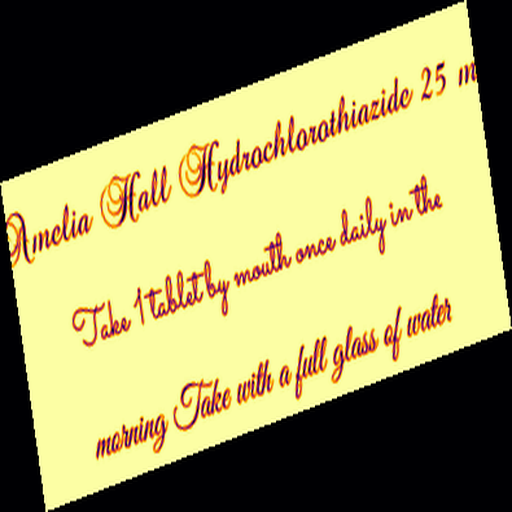 Amelia Hall Hydrochlorothiazide 25 m
Take 1 tablet by mouth once daily in the
morning Take with a full glass of water